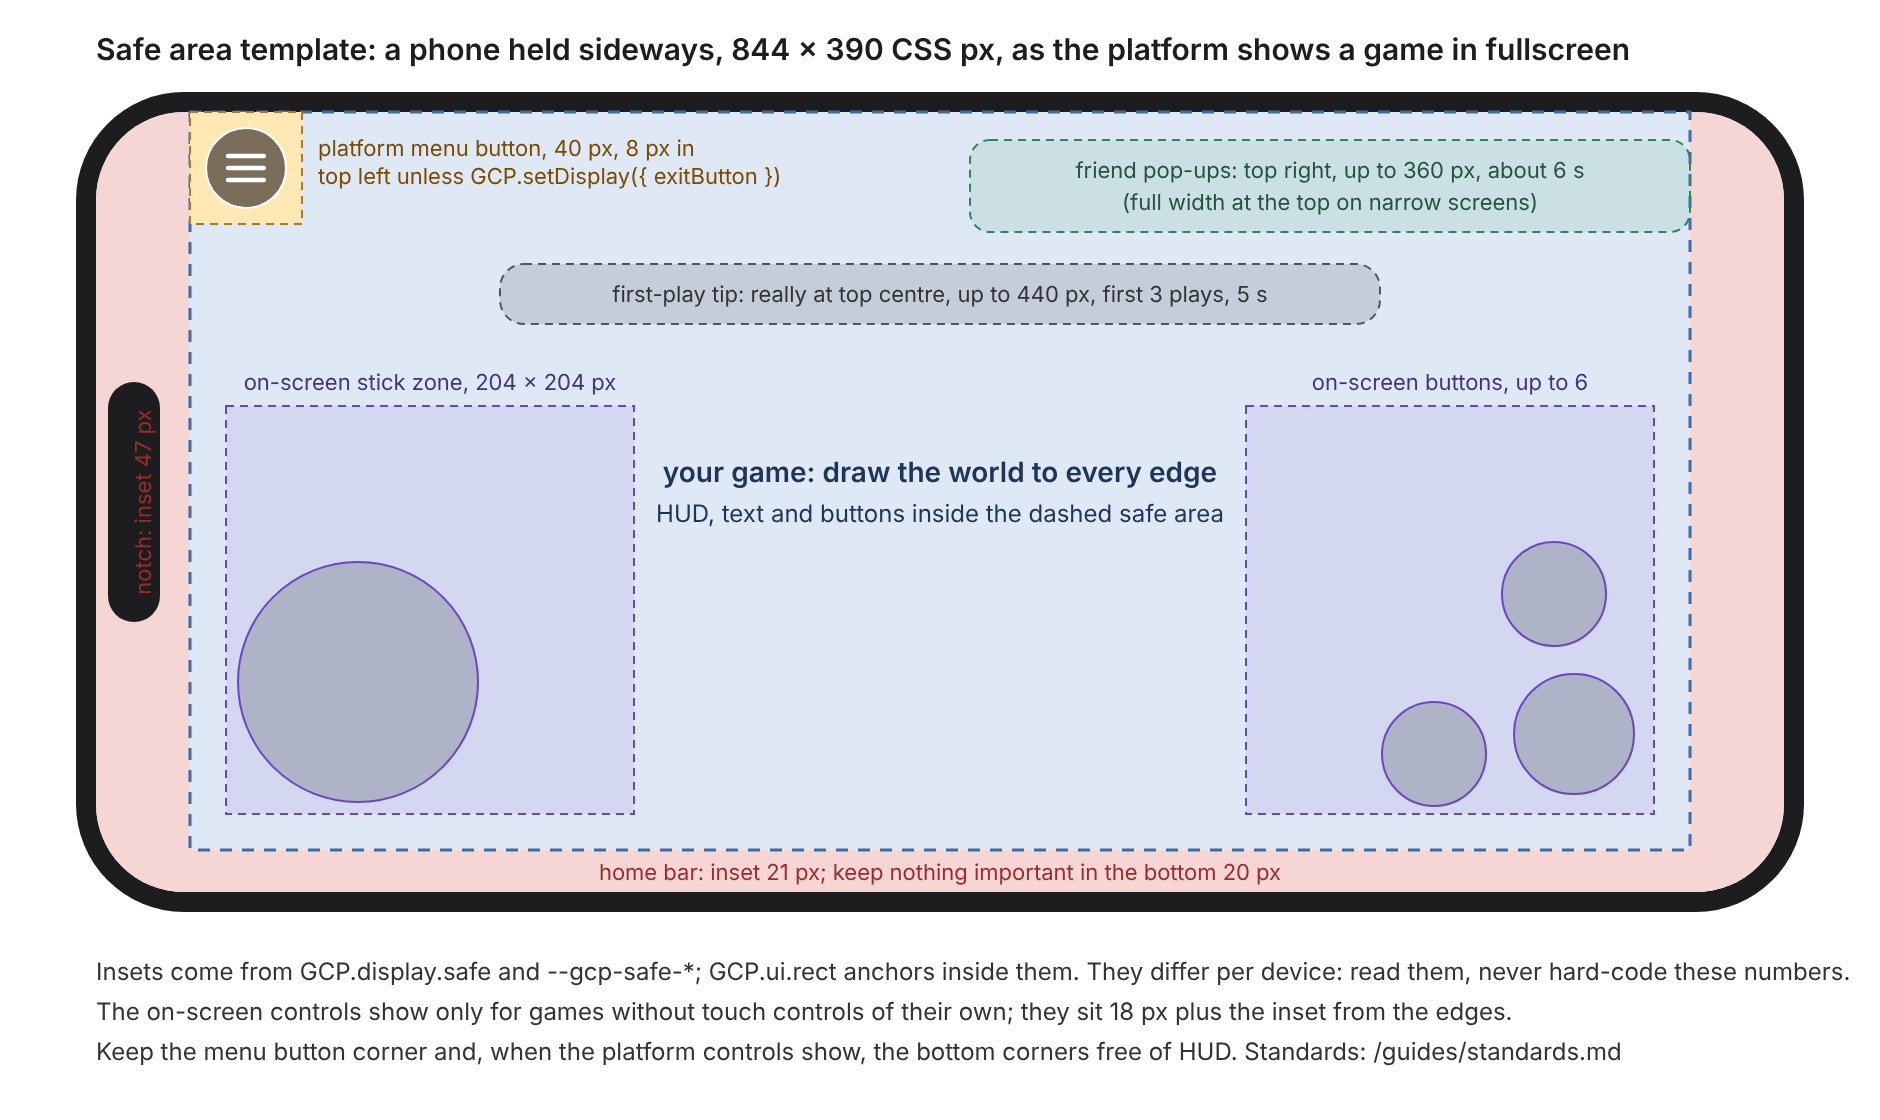 Safe area template: a phone held sideways, 844 × 390 CSS px, as the platform shows a game in fullscreen
platform menu button, 40 px, 8 px in
top left unless GCP.setDisplay({ exitButton })
friend pop-ups: top right, up to 360 px, about 6 s
(full width at the top on narrow screens)
first-play tip: really at top centre, up to 440 px, first 3 plays, 5 s
on-screen stick zone, 204 × 204 px
on-screen buttons, up to 6
notch: inset 47 px
your game: draw the world to every edge
HUD, text and buttons inside the dashed safe area
home bar: inset 21 px; keep nothing important in the bottom 20 px
Insets come from GCP.display.safe and --gcp-safe-*; GCP.ui.rect anchors inside them. They differ per device: read them, never hard-code these numbers.
The on-screen controls show only for games without touch controls of their own; they sit 18 px plus the inset from the edges.
Keep the menu button corner and, when the platform controls show, the bottom corners free of HUD. Standards: /guides/standards.md